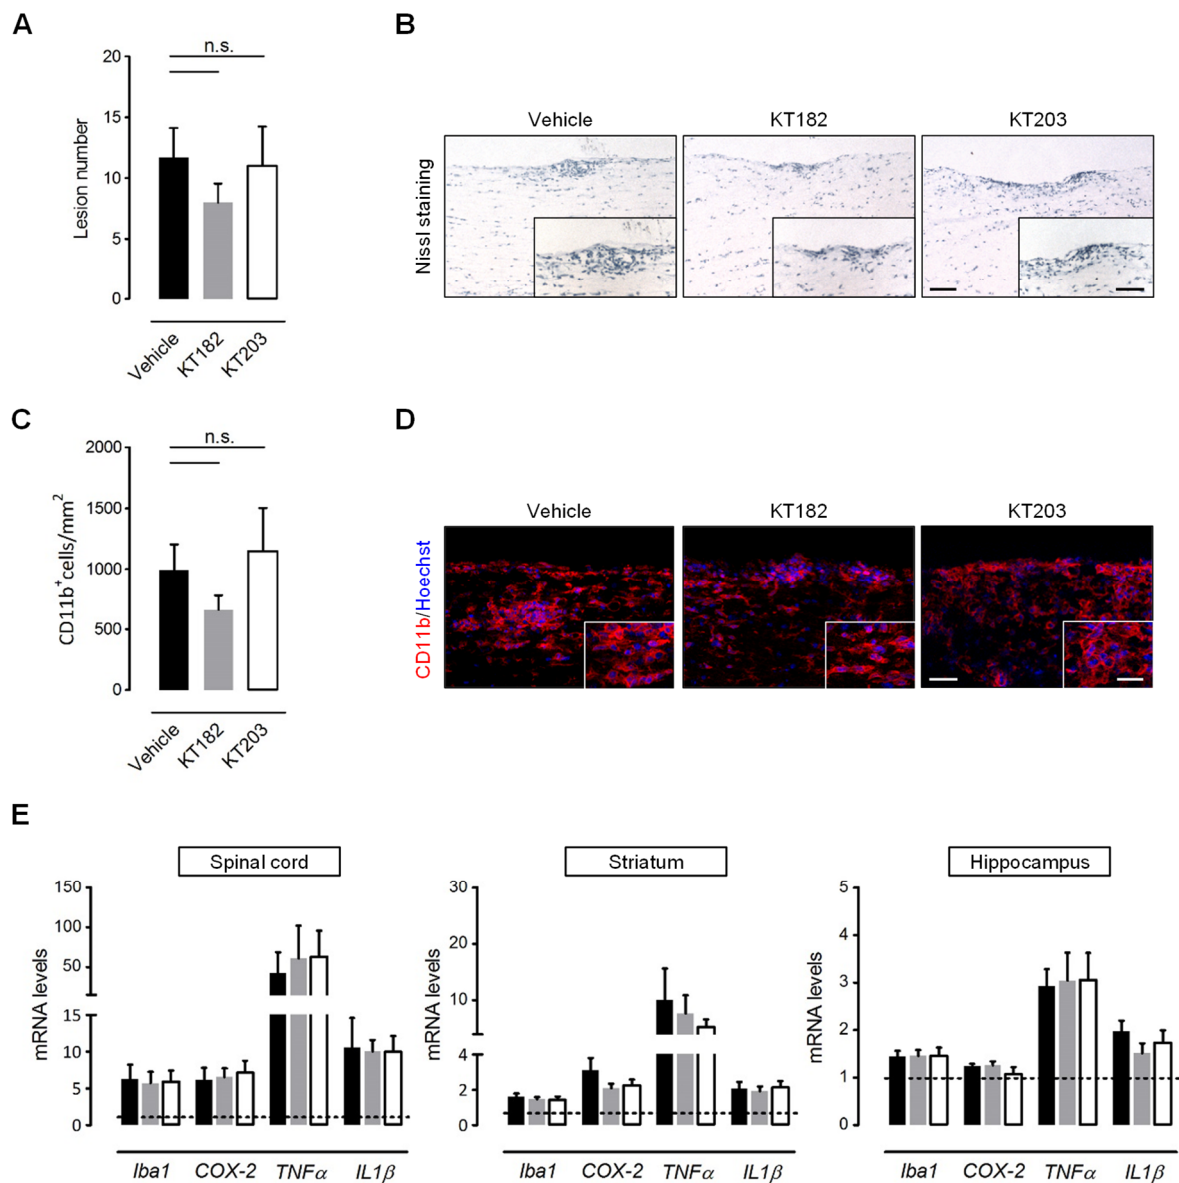 A
n.s.
20
15
10
5
0
Lesion number
Vehicle
KT182
KT203
B
Vehicle KT182 KT203
Nissl staining
C
n.s.
2000
1500
1000
500
0
CD11b+cells/mm2
Vehicle
KT182
KT203
D
Vehicle KT182 KT203
CD11b/Hoechst
E
Spinal cord
150
100
50
15
10
5
0
mRNA levels
Iba1 COX-2 TNFα IL1β
Striatum
30
20
10
4
2
0
mRNA levels
Iba1 COX-2 TNFα IL1β
Hippocampus
5
4
3
2
1
0
mRNA levels
Iba1 COX-2 TNFα IL1β